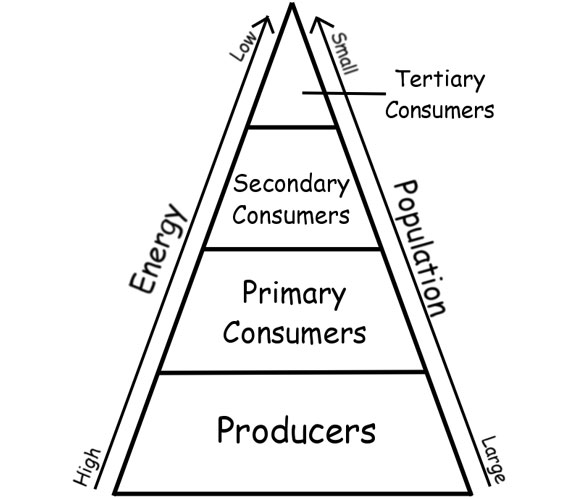 Low
Small
Tertiary
Consumers
Secondary
Consumers
Energy
Population
Primary
Consumers
Producers
High
Large